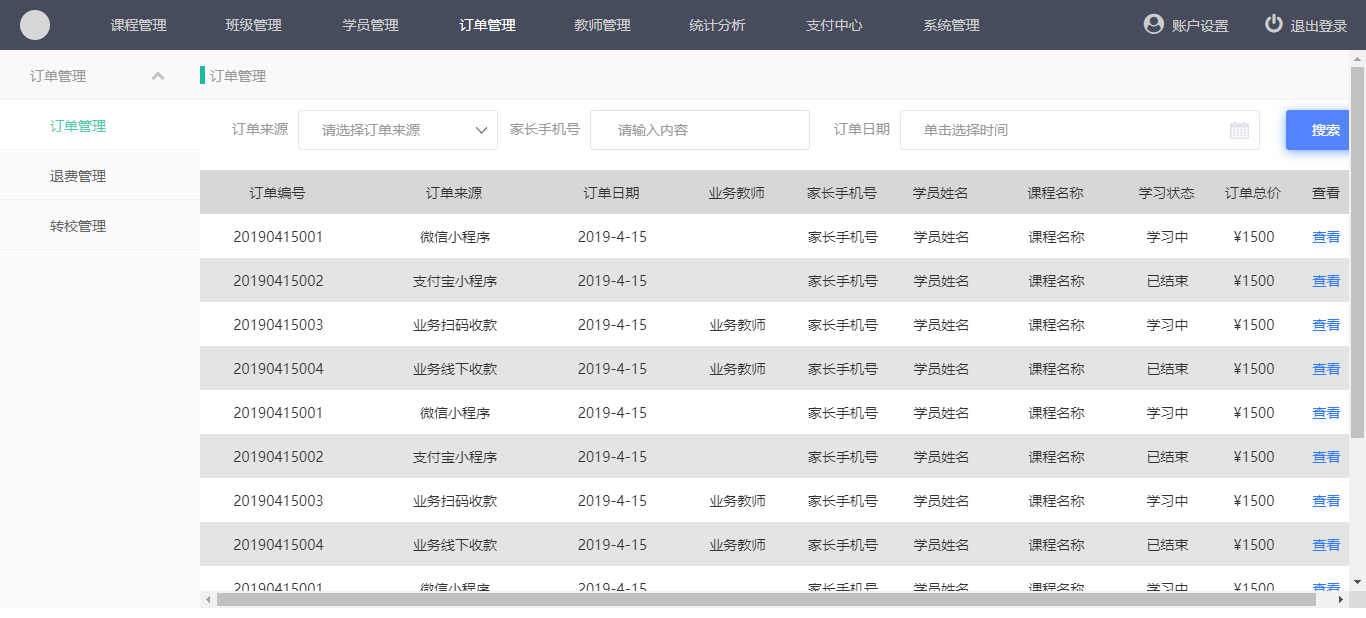 课程管理 班级管理 学员管理 订单管理 教师管理 统计分析 支付中心 系统管理 账户设置 退出登录
订单管理
订单管理
退费管理
转校管理
订单管理
订单来源 请选择订单来源 家长手机号 请输入内容 订单日期 单击选择时间 搜索
订单编号 订单来源 订单日期 业务教师 家长手机号 学员姓名 课程名称 学习状态 订单总价 查看
20190415001 微信小程序 2019-4-15 家长手机号 学员姓名 课程名称 学习中 ¥1500 查看
20190415002 支付宝小程序 2019-4-15 家长手机号 学员姓名 课程名称 已结束 ¥1500 查看
20190415003 业务扫码收款 2019-4-15 业务教师 家长手机号 学员姓名 课程名称 学习中 ¥1500 查看
20190415004 业务线下收款 2019-4-15 业务教师 家长手机号 学员姓名 课程名称 已结束 ¥1500 查看
20190415001 微信小程序 2019-4-15 家长手机号 学员姓名 课程名称 学习中 ¥1500 查看
20190415002 支付宝小程序 2019-4-15 家长手机号 学员姓名 课程名称 已结束 ¥1500 查看
20190415003 业务扫码收款 2019-4-15 业务教师 家长手机号 学员姓名 课程名称 学习中 ¥1500 查看
20190415004 业务线下收款 2019-4-15 业务教师 家长手机号 学员姓名 课程名称 已结束 ¥1500 查看
20190415001 微信小程序 2019-4-15 家长手机号 学员姓名 课程名称 学习中 ¥1500 查看